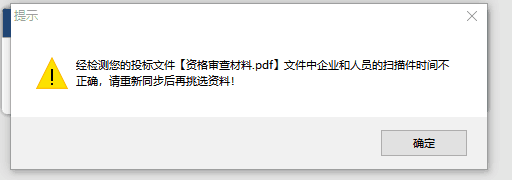 提示
经检测您的投标文件【资格审查材料.pdf】文件中企业和人员的扫描件时间不
正确，请重新同步后再挑选资料！
确定